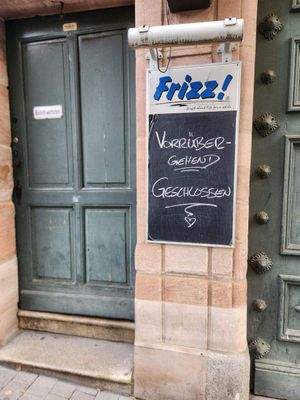 Frizz!
VORRÜBER-
GEHEND
GESCHLOSSEN